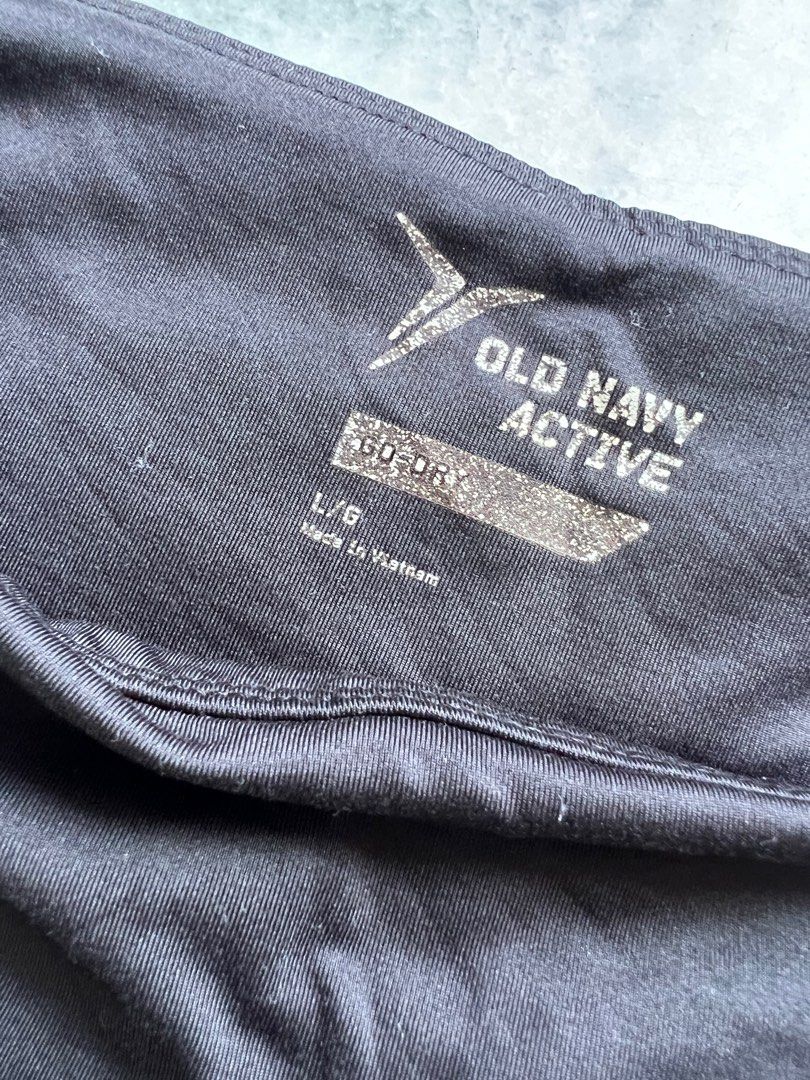 OLD NAVY
ACTIVE
GO-DRY
L/G
Made in Vietnam